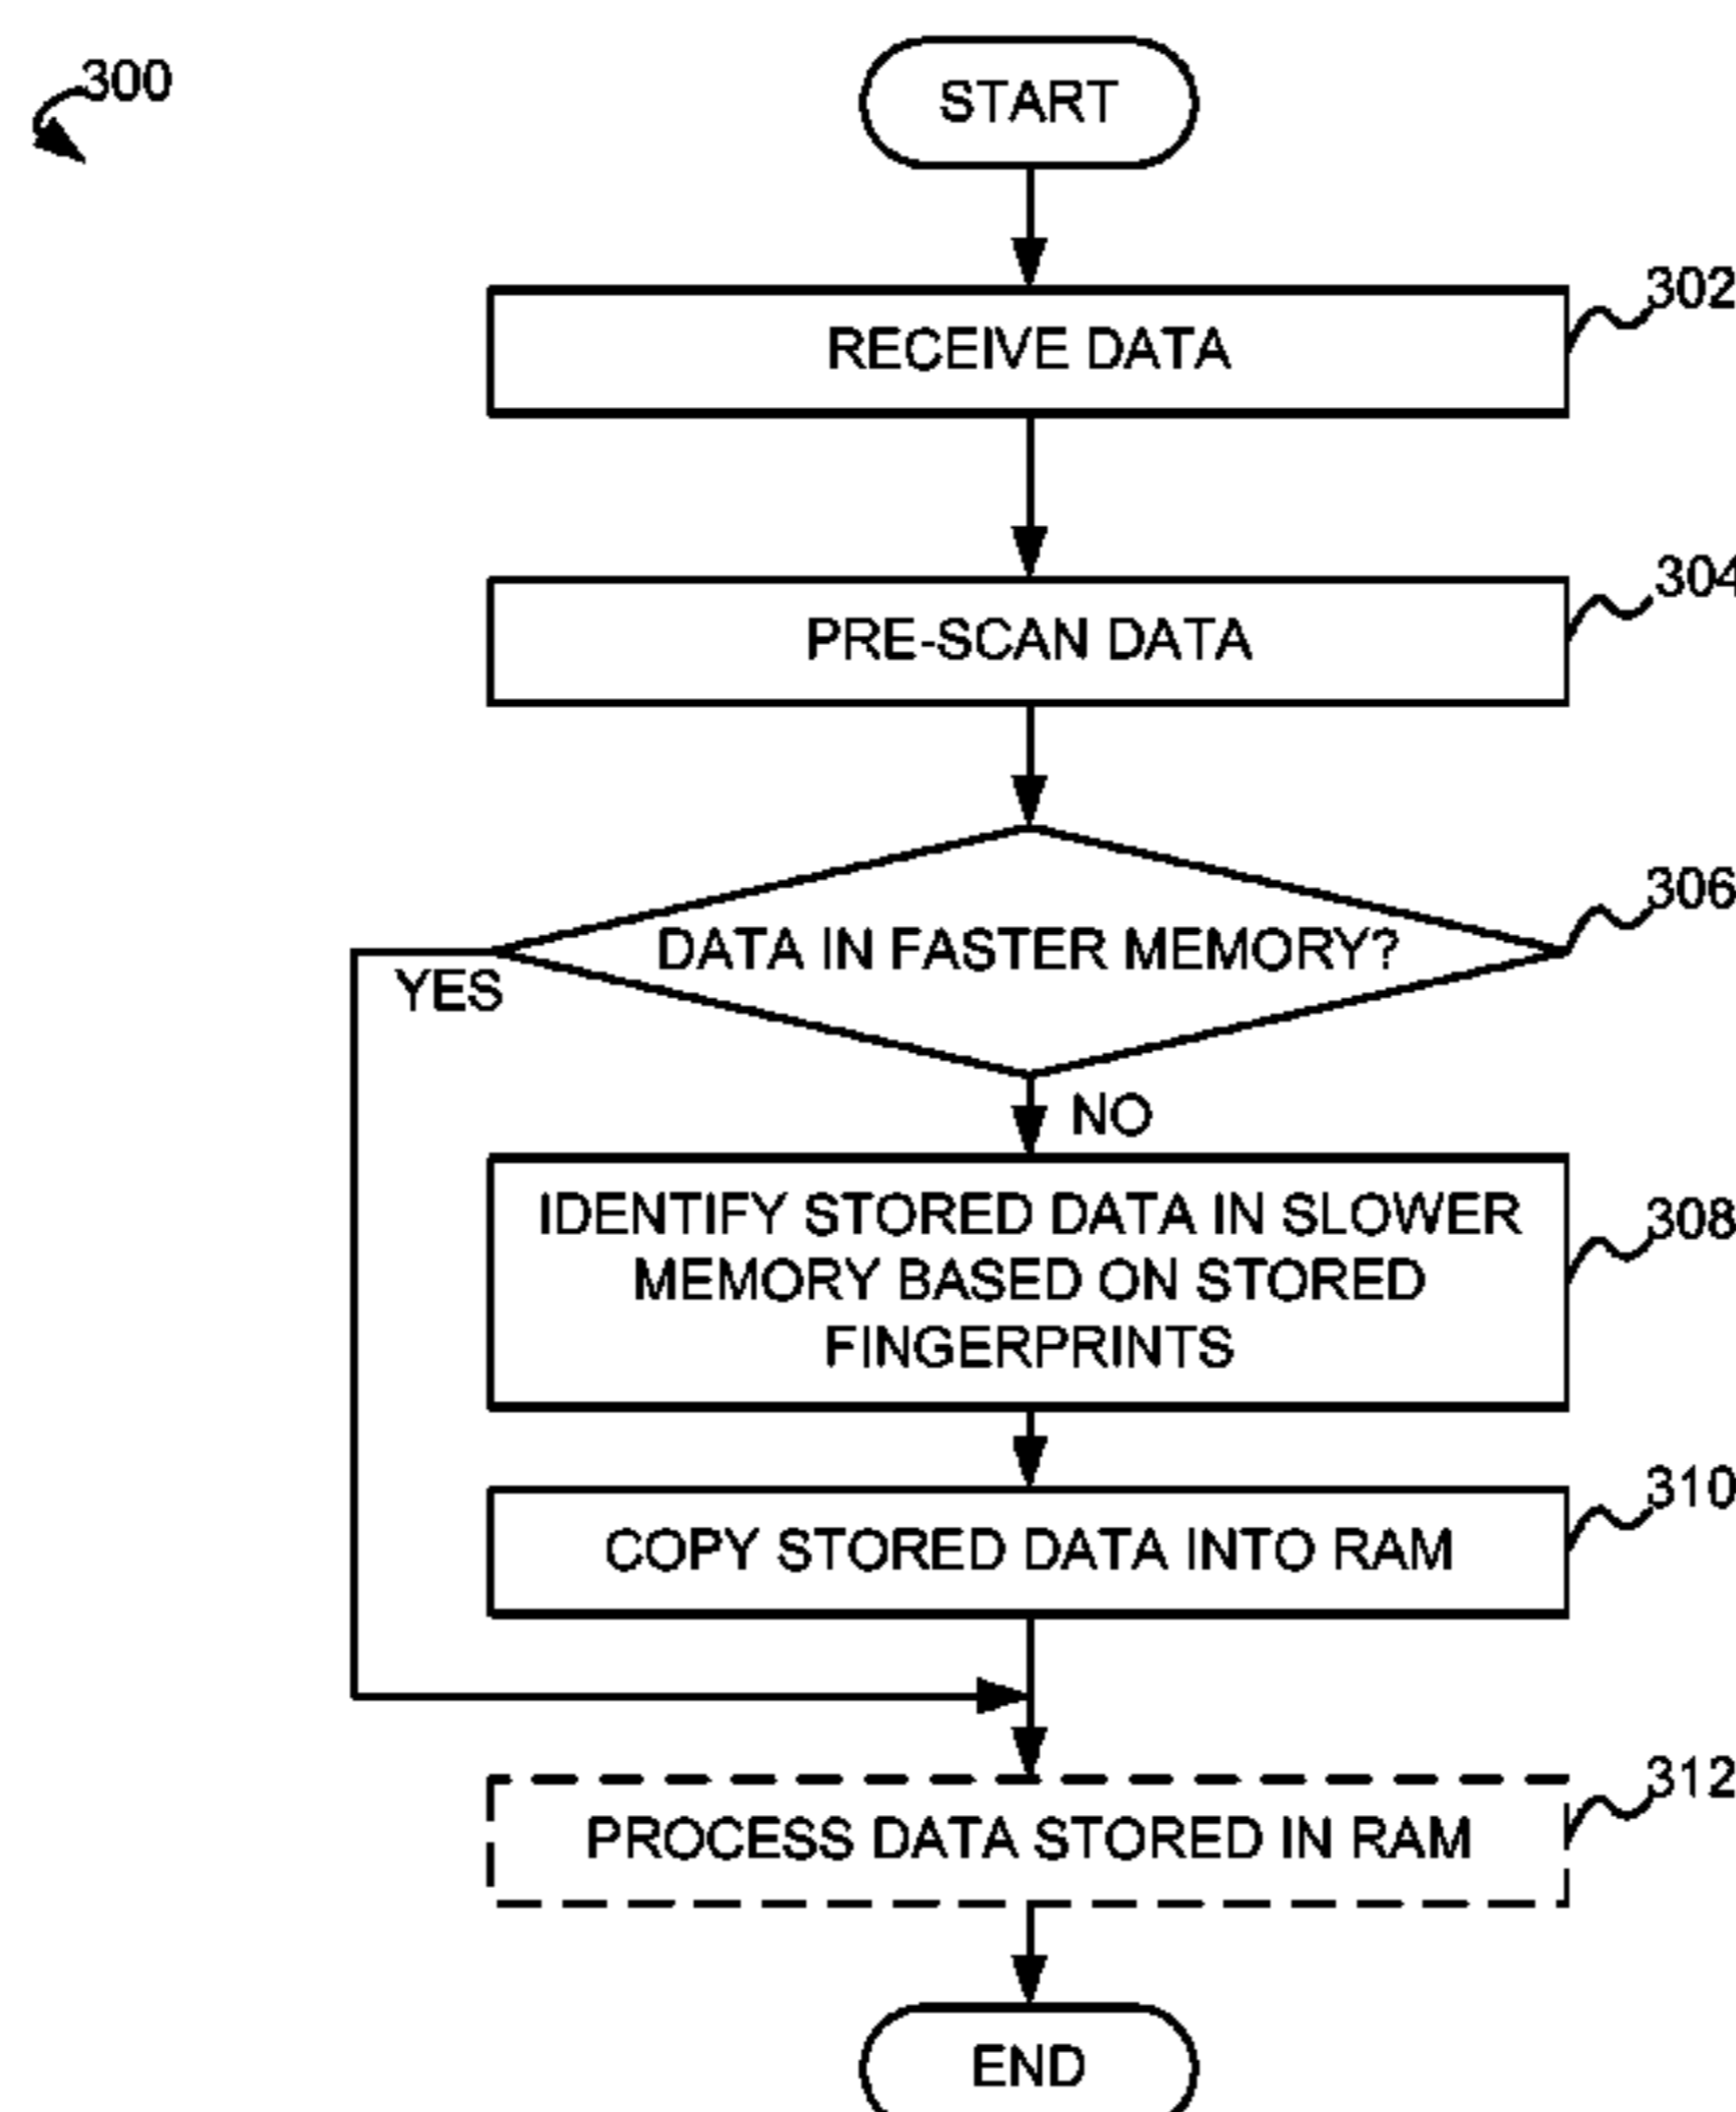 300
START
302
RECEIVE DATA
304
PRE-SCAN DATA
306
DATA IN FASTER MEMORY?
YES
NO
308
IDENTIFY STORED DATA IN SLOWER
MEMORY BASED ON STORED
FINGERPRINTS
310
COPY STORED DATA INTO RAM
312
PROCESS DATA STORED IN RAM
END